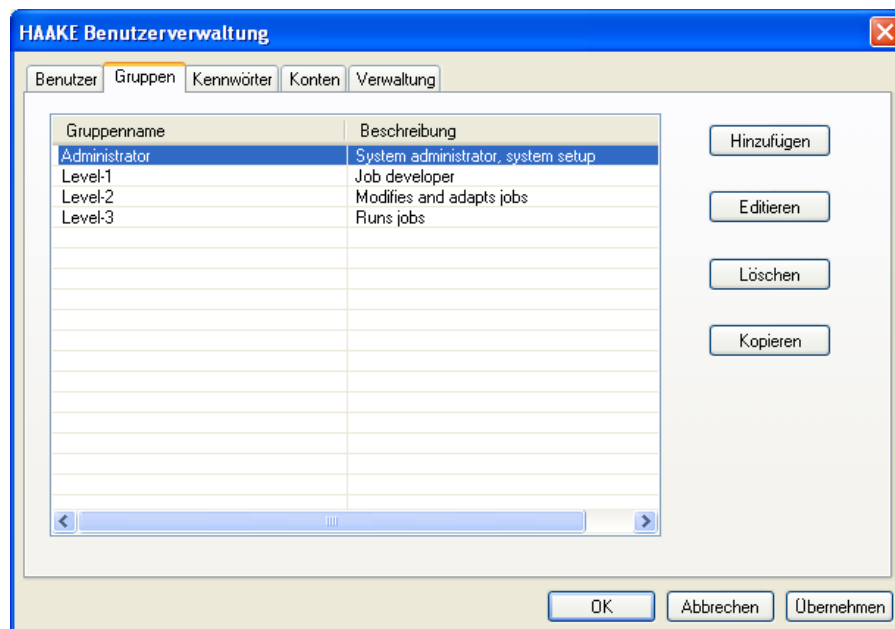 HAAKE Benutzerverwaltung
Benutzer Gruppen Kennwörter Konten Verwaltung
Gruppenname Beschreibung
Administrator System administrator, system setup
Level-1 Job developer
Level-2 Modifies and adapts jobs
Level-3 Runs jobs
Hinzufügen
Editieren
Löschen
Kopieren
OK Abbrechen Übernehmen